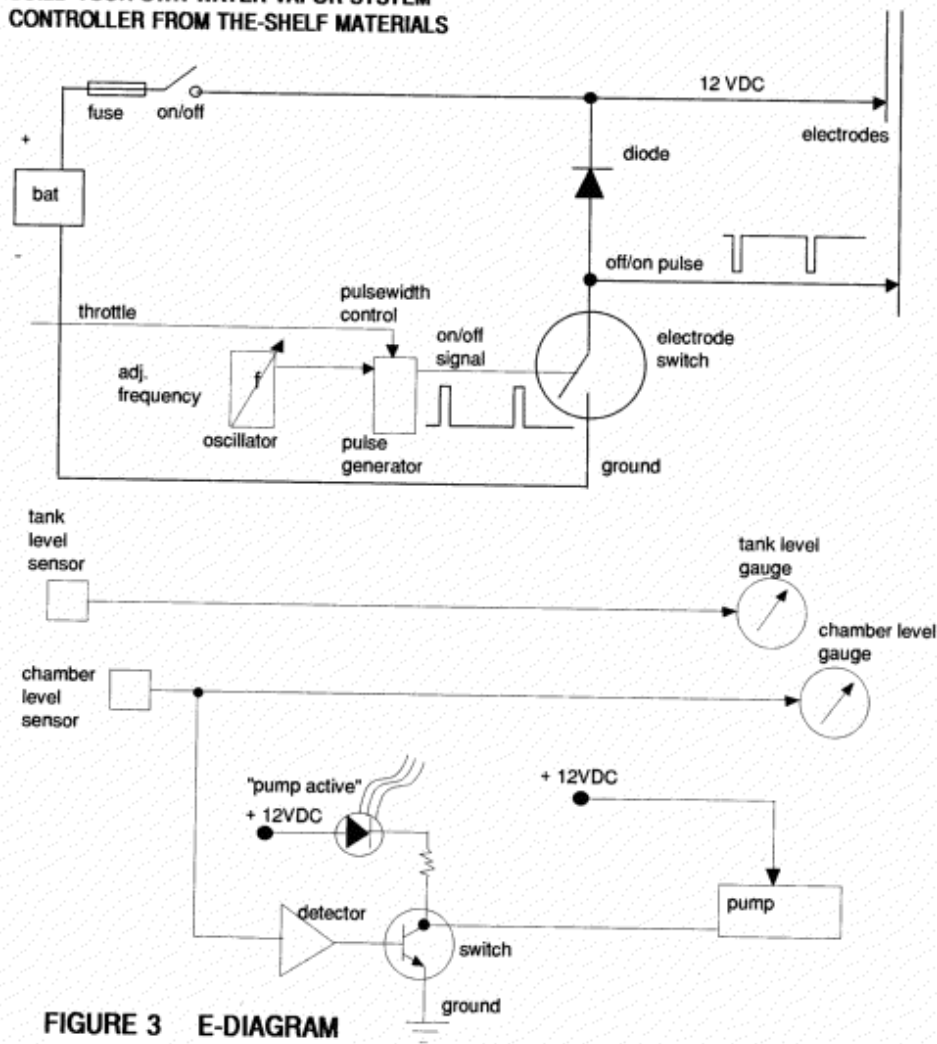 CONTROLLER FROM THE-SHELF MATERIALS
fuse
on/off
12 VDC
electrodes
+
bat
-
diode
off/on pulse
throttle
pulsewidth
control
on/off
signal
electrode
switch
adj.
frequency
f
oscillator
pulse
generator
ground
tank
level
sensor
tank level
gauge
chamber level
gauge
chamber
level
sensor
"pump active"
+ 12VDC
+ 12VDC
pump
detector
switch
ground
FIGURE 3 E-DIAGRAM